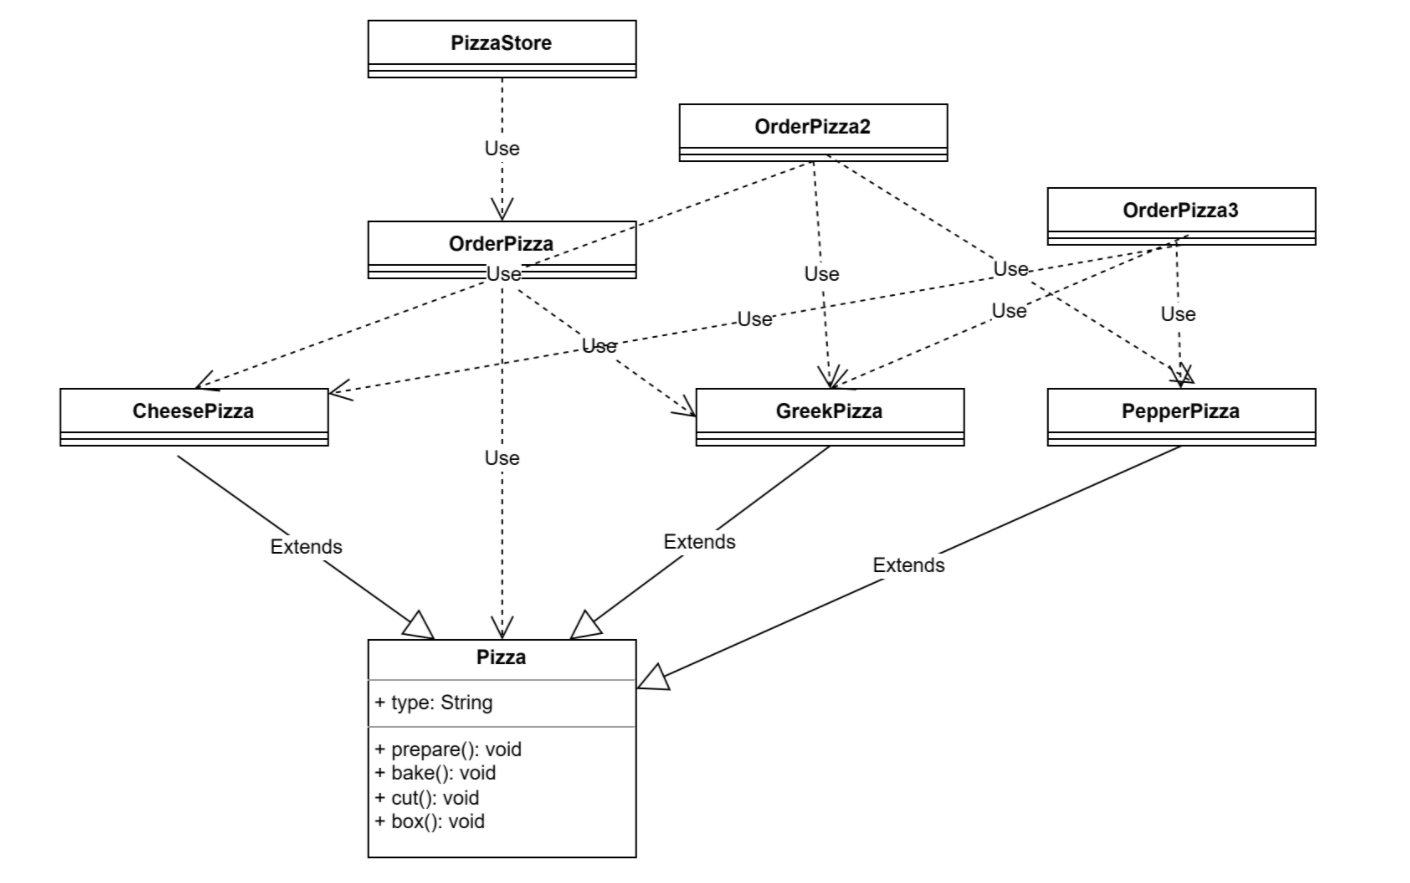 PizzaStore
OrderPizza2
Use
OrderPizza3
OrderPizza
Use
Use
Use
Use
Use
Use
Use
CheesePizza
GreekPizza
PepperPizza
Use
Extends
Extends
Extends
Pizza
+ type: String
+ prepare(): void
+ bake(): void
+ cut(): void
+ box(): void